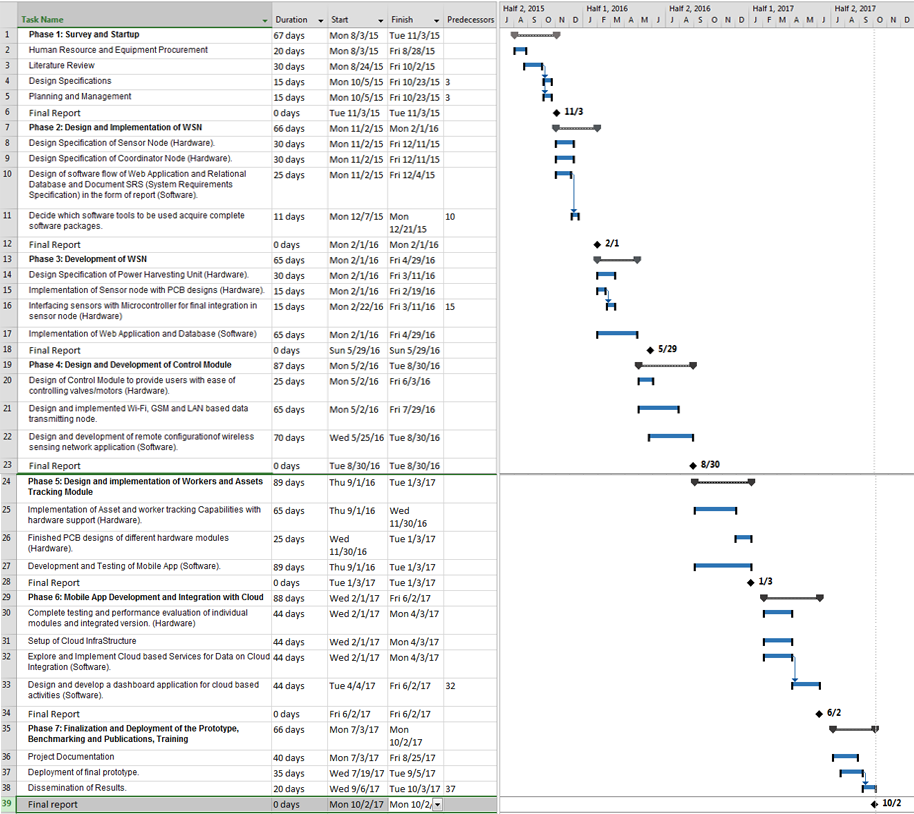 Half 2, 2015 Half 1, 2016 Half 2, 2016 Half 1, 2017 Half 2, 2017
Task Name Duration Start Finish Predecessors J A S O N D J F M A M J J A S O N D J F M A M J J A S O N D
1 Phase 1: Survey and Startup 67 days Mon 8/3/15 Tue 11/3/15
2 Human Resource and Equipment Procurement 20 days Mon 8/3/15 Fri 8/28/15
3 Literature Review 30 days Mon 8/24/15 Fri 10/2/15
4 Design Specifications 15 days Mon 10/5/15 Fri 10/23/15 3
5 Planning and Management 15 days Mon 10/5/15 Fri 10/23/15 3
6 Final Report 0 days Tue 11/3/15 Tue 11/3/15 11/3
7 Phase 2: Design and Implementation of WSN 66 days Mon 11/2/15 Mon 2/1/16
8 Design Specification of Sensor Node (Hardware). 30 days Mon 11/2/15 Fri 12/11/15
9 Design Specification of Coordinator Node (Hardware). 30 days Mon 11/2/15 Fri 12/11/15
10 Design of software flow of Web Application and Relational 25 days Mon 11/2/15 Fri 12/4/15
Database and Document SRS (System Requirements
Specification) in the form of report (Software).
11 Decide which software tools to be used acquire complete 11 days Mon 12/7/15 Mon 10
software packages. 12/21/15
12 Final Report 0 days Mon 2/1/16 Mon 2/1/16 2/1
13 Phase 3: Development of WSN 65 days Mon 2/1/16 Fri 4/29/16
14 Design Specification of Power Harvesting Unit (Hardware). 30 days Mon 2/1/16 Fri 3/11/16
15 Implementation of Sensor node with PCB designs (Hardware). 15 days Mon 2/1/16 Fri 2/19/16
16 Interfacing sensors with Microcontroller for final integration in 15 days Mon 2/22/16 Fri 3/11/16 15
sensor node (Hardware)
17 Implementation of Web Application and Database (Software) 65 days Mon 2/1/16 Fri 4/29/16
18 Final Report 0 days Sun 5/29/16 Sun 5/29/16 5/29
19 Phase 4: Design and Development of Control Module 87 days Mon 5/2/16 Tue 8/30/16
20 Design of Control Module to provide users with ease of 25 days Mon 5/2/16 Fri 6/3/16
controlling valves/motors (Hardware).
21 Design and implemented Wi-Fi, GSM and LAN based data 65 days Mon 5/2/16 Fri 7/29/16
transmitting node.
22 Design and development of remote configurationof wireless 70 days Wed 5/25/16 Tue 8/30/16
sensing network application (Software).
23 Final Report 0 days Tue 8/30/16 Tue 8/30/16 8/30
24 Phase 5: Design and implementation of Workers and Assets 89 days Thu 9/1/16 Tue 1/3/17
Tracking Module
25 Implementation of Asset and worker tracking Capabilities with 65 days Thu 9/1/16 Wed
hardware support (Hardware). 11/30/16
26 Finished PCB designs of different hardware modules 25 days Wed Tue 1/3/17
(Hardware). 11/30/16
27 Development and Testing of Mobile App (Software). 89 days Thu 9/1/16 Tue 1/3/17
28 Final Report 0 days Tue 1/3/17 Tue 1/3/17 1/3
29 Phase 6: Mobile App Development and Integration with Cloud 88 days Wed 2/1/17 Fri 6/2/17
30 Complete testing and performance evaluation of individual 44 days Wed 2/1/17 Mon 4/3/17
modules and integrated version. (Hardware)
31 Setup of Cloud InfraStructure 44 days Wed 2/1/17 Mon 4/3/17
32 Explore and Implement Cloud based Services for Data on Cloud 44 days Wed 2/1/17 Mon 4/3/17
Integration (Software).
33 Design and develop a dashboard application for cloud based 44 days Tue 4/4/17 Fri 6/2/17 32
activities (Software).
34 Final Report 0 days Fri 6/2/17 Fri 6/2/17 6/2
35 Phase 7: Finalization and Deployment of the Prototype, 66 days Mon 7/3/17 Mon
Benchmarking and Publications, Training 10/2/17
36 Project Documentation 40 days Mon 7/3/17 Fri 8/25/17
37 Deployment of final prototype. 35 days Wed 7/19/17 Tue 9/5/17
38 Dissemination of Results. 20 days Wed 9/6/17 Tue 10/3/17 37
39 Final report 0 days Mon 10/2/17 Mon 10/2/ 10/2